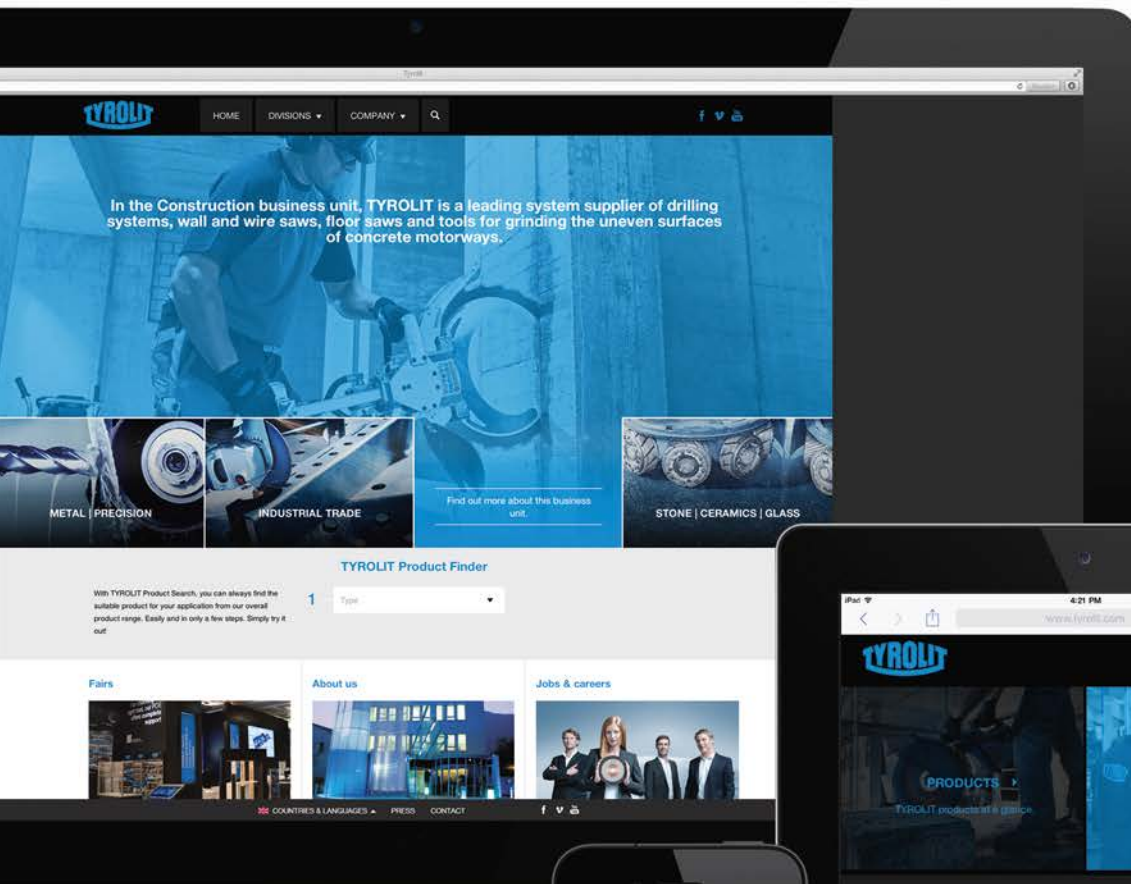 Tyrolit
TYROLIT
HOME
DIVISIONS
COMPANY
In the Construction business unit, TYROLIT is a leading system supplier of drilling
systems, wall and wire saws, floor saws and tools for grinding the uneven surfaces
of concrete motorways.
METAL | PRECISION
INDUSTRIAL TRADE
Find out more about this business
unit.
STONE | CERAMICS | GLASS
TYROLIT Product Finder
With TYROLIT Product Search, you can always find the
suitable product for your application from our overall
product range. Easily and in only a few steps. Simply try it
out!
1
Type
Fairs
About us
Jobs & careers
complete
support
COUNTRIES & LANGUAGES
PRESS
CONTACT
iPad
4:21 PM
www.tyrolit.com
TYROLIT
PRODUCTS
TYROLIT products at a glance.